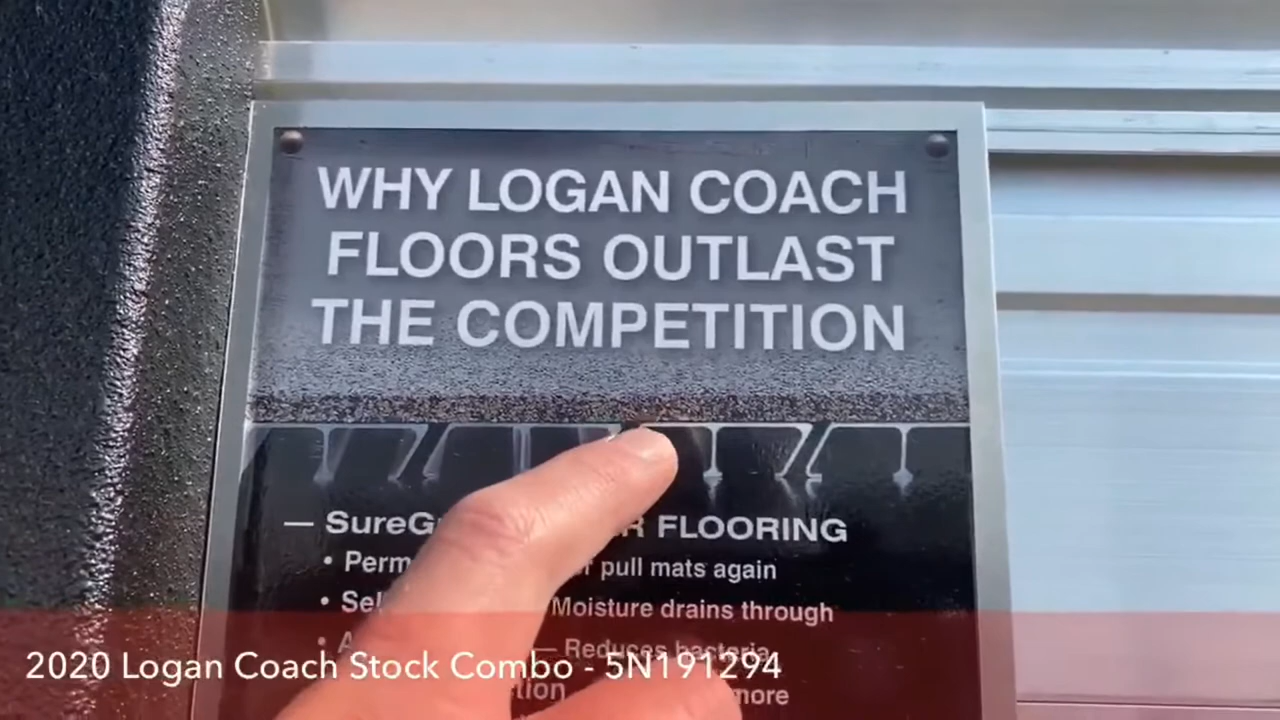 WHY LOGAN COACH
FLOORS OUTLAST
THE COMPETITION
— SureG R FLOORING
• Perm r pull mats again
• Sel Moisture drains through
• A — Reduces bacteria
tion more
2020 Logan Coach Stock Combo - 5N191294